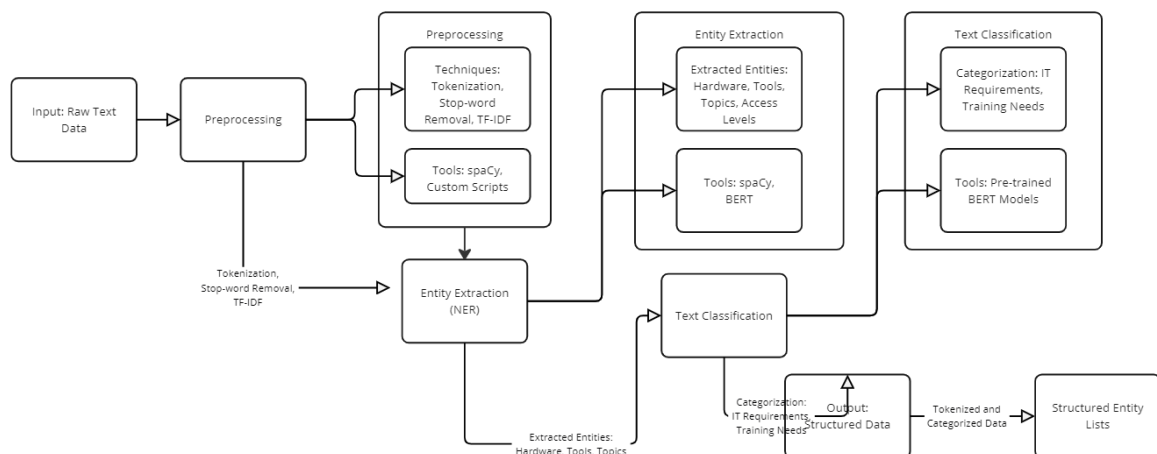 Preprocessing
Techniques:
Tokenization,
Stop-word
Removal, TF-IDF
Tools: spaCy,
Custom Scripts
Entity Extraction
Extracted Entities:
Hardware, Tools,
Topics, Access
Levels
Tools: spaCy,
BERT
Text Classification
Categorization: IT
Requirements,
Training Needs
Tools: Pre-trained
BERT Models
Input: Raw Text
Data
Preprocessing
Tokenization,
Stop-word Removal,
TF-IDF
Entity Extraction
(NER)
Text Classification
Extracted Entities:
Hardware, Tools, Topics
Categorization:
IT Requirements,
Training Needs
Output:
Structured Data
Tokenized and
Categorized Data
Structured Entity
Lists